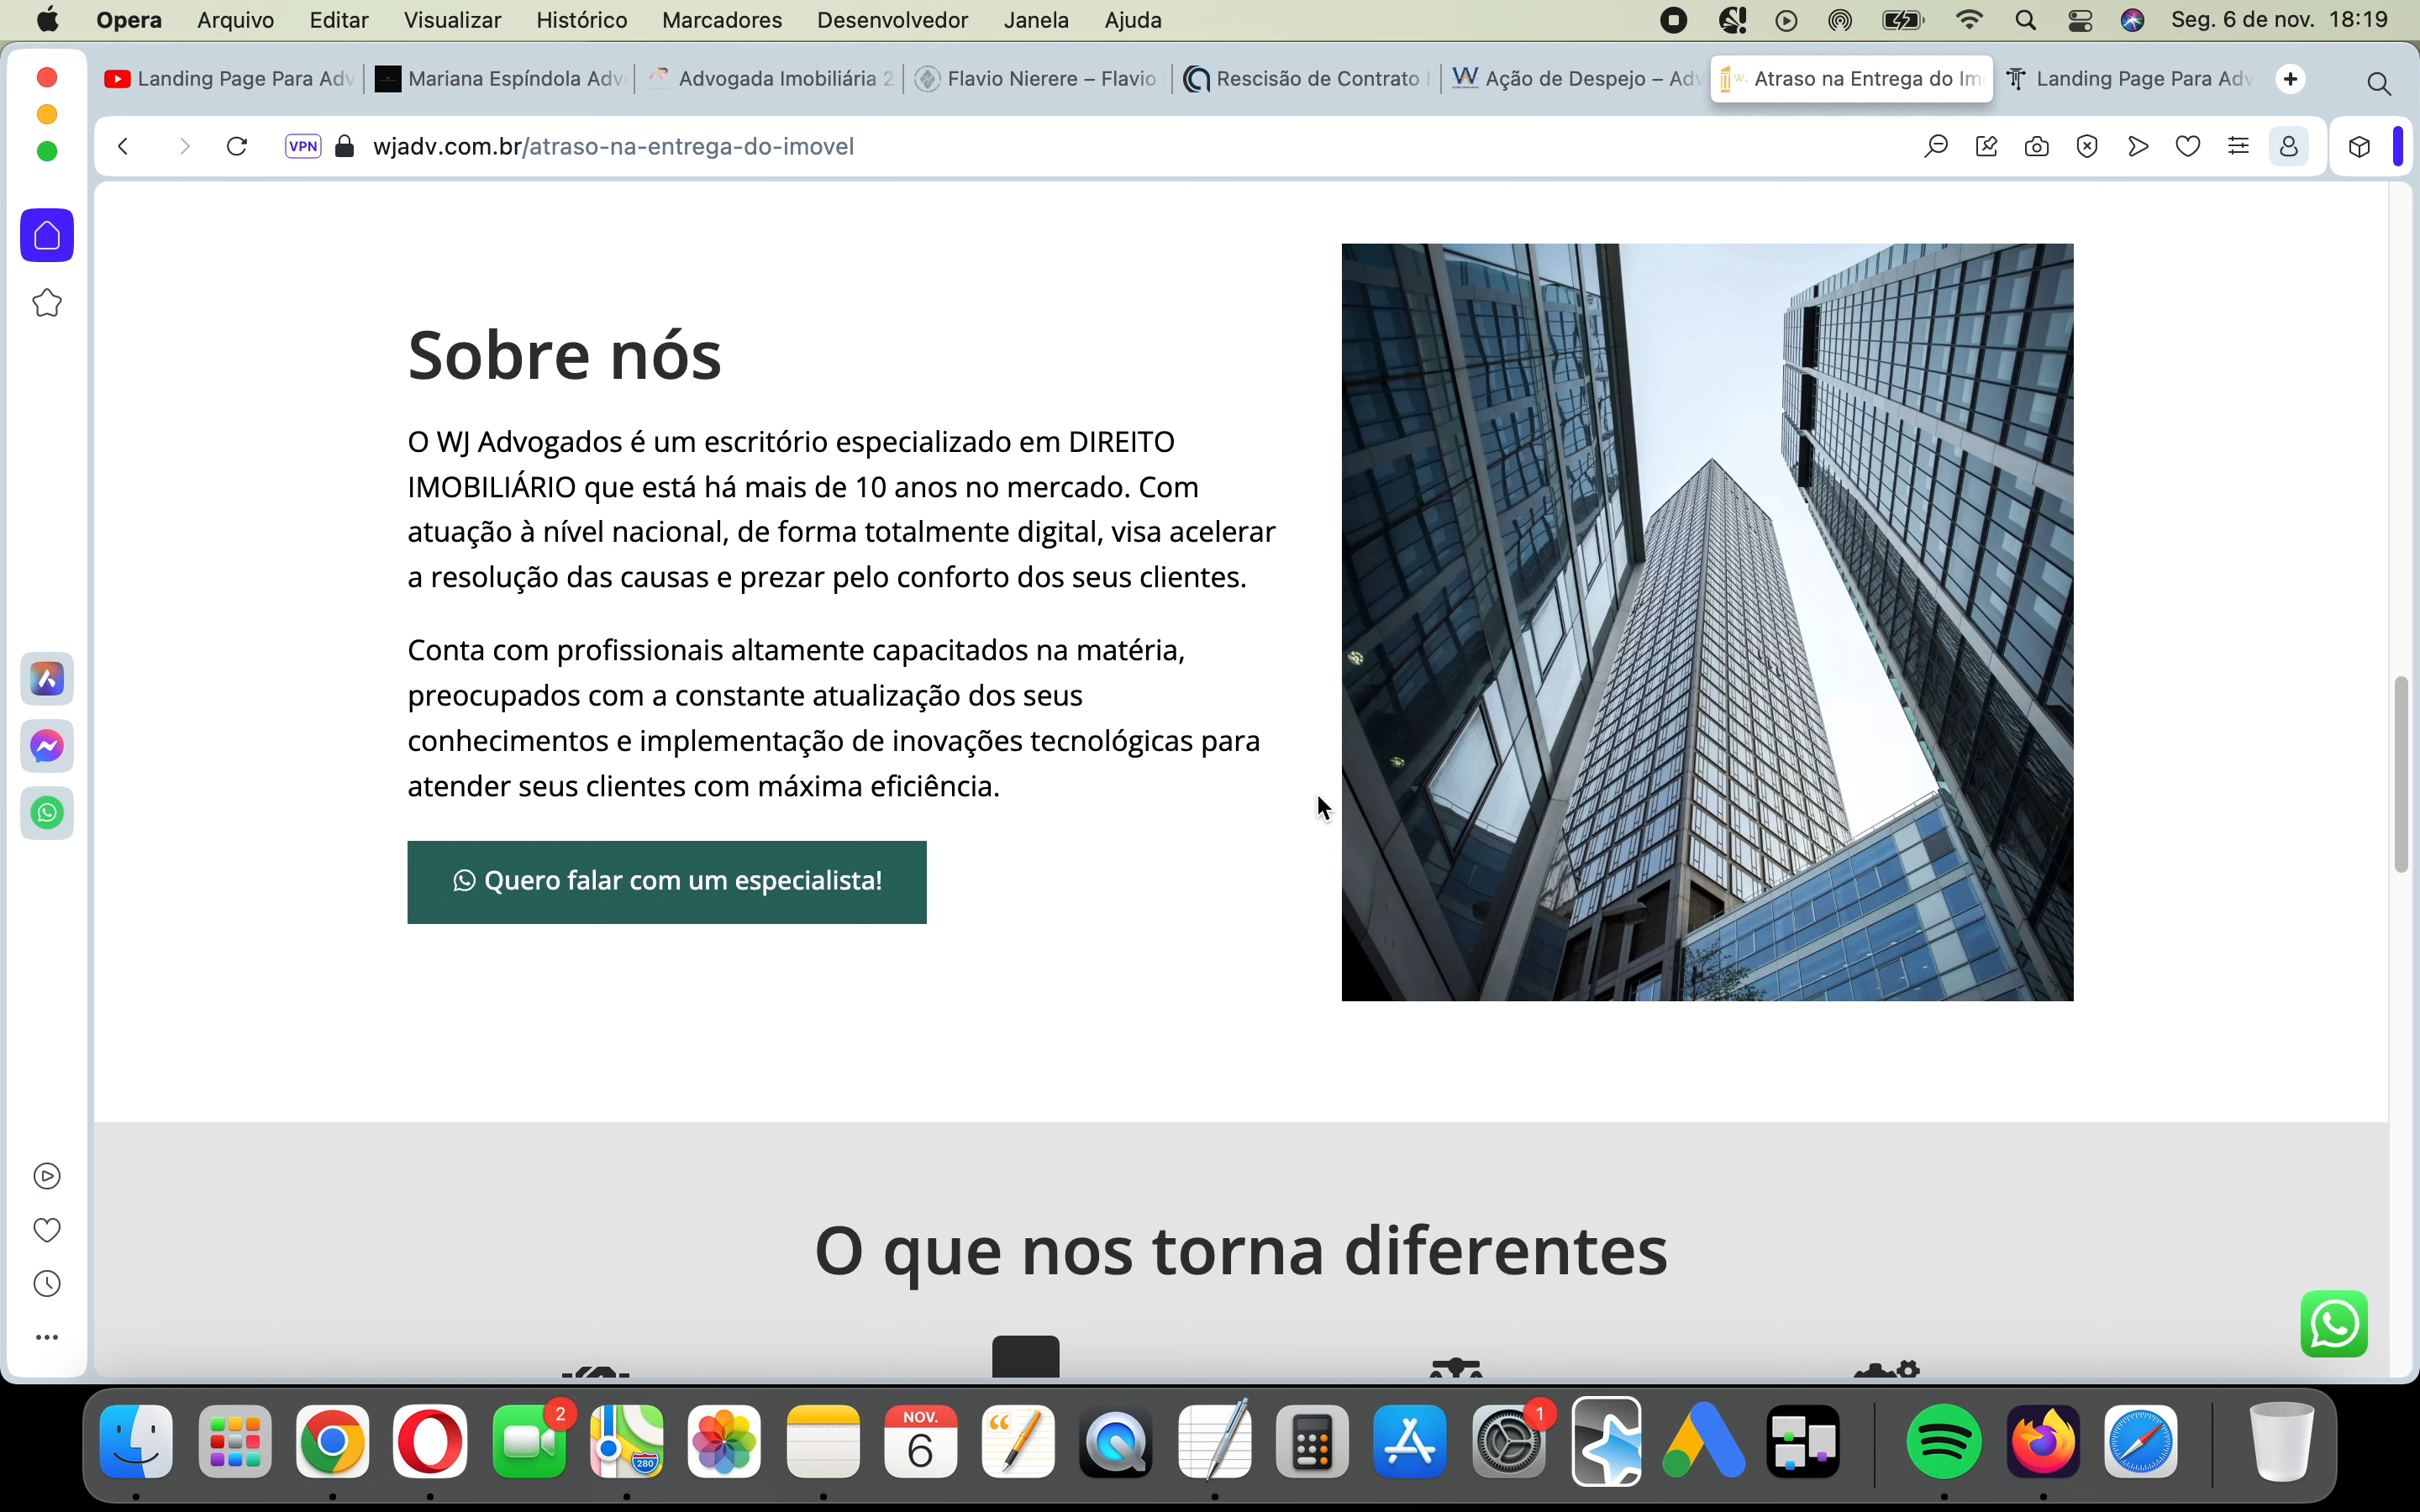 Opera Arquivo Editar Visualizar Histórico Marcadores Desenvolvedor Janela Ajuda Seg. 6 de nov. 18:19
Landing Page Para Adv Mariana Espíndola Adv Advogada Imobiliária 2 Flavio Nierere – Flavio Rescisão de Contrato Ação de Despejo – Adv Atraso na Entrega do Im Landing Page Para Adv
VPN wjadv.com.br/atraso-na-entrega-do-imovel
Sobre nós
O WJ Advogados é um escritório especializado em DIREITO
IMOBILIÁRIO que está há mais de 10 anos no mercado. Com
atuação à nível nacional, de forma totalmente digital, visa acelerar
a resolução das causas e prezar pelo conforto dos seus clientes.
Conta com profissionais altamente capacitados na matéria,
preocupados com a constante atualização dos seus
conhecimentos e implementação de inovações tecnológicas para
atender seus clientes com máxima eficiência.
Quero falar com um especialista!
O que nos torna diferentes
2
NOV.
6
280
1